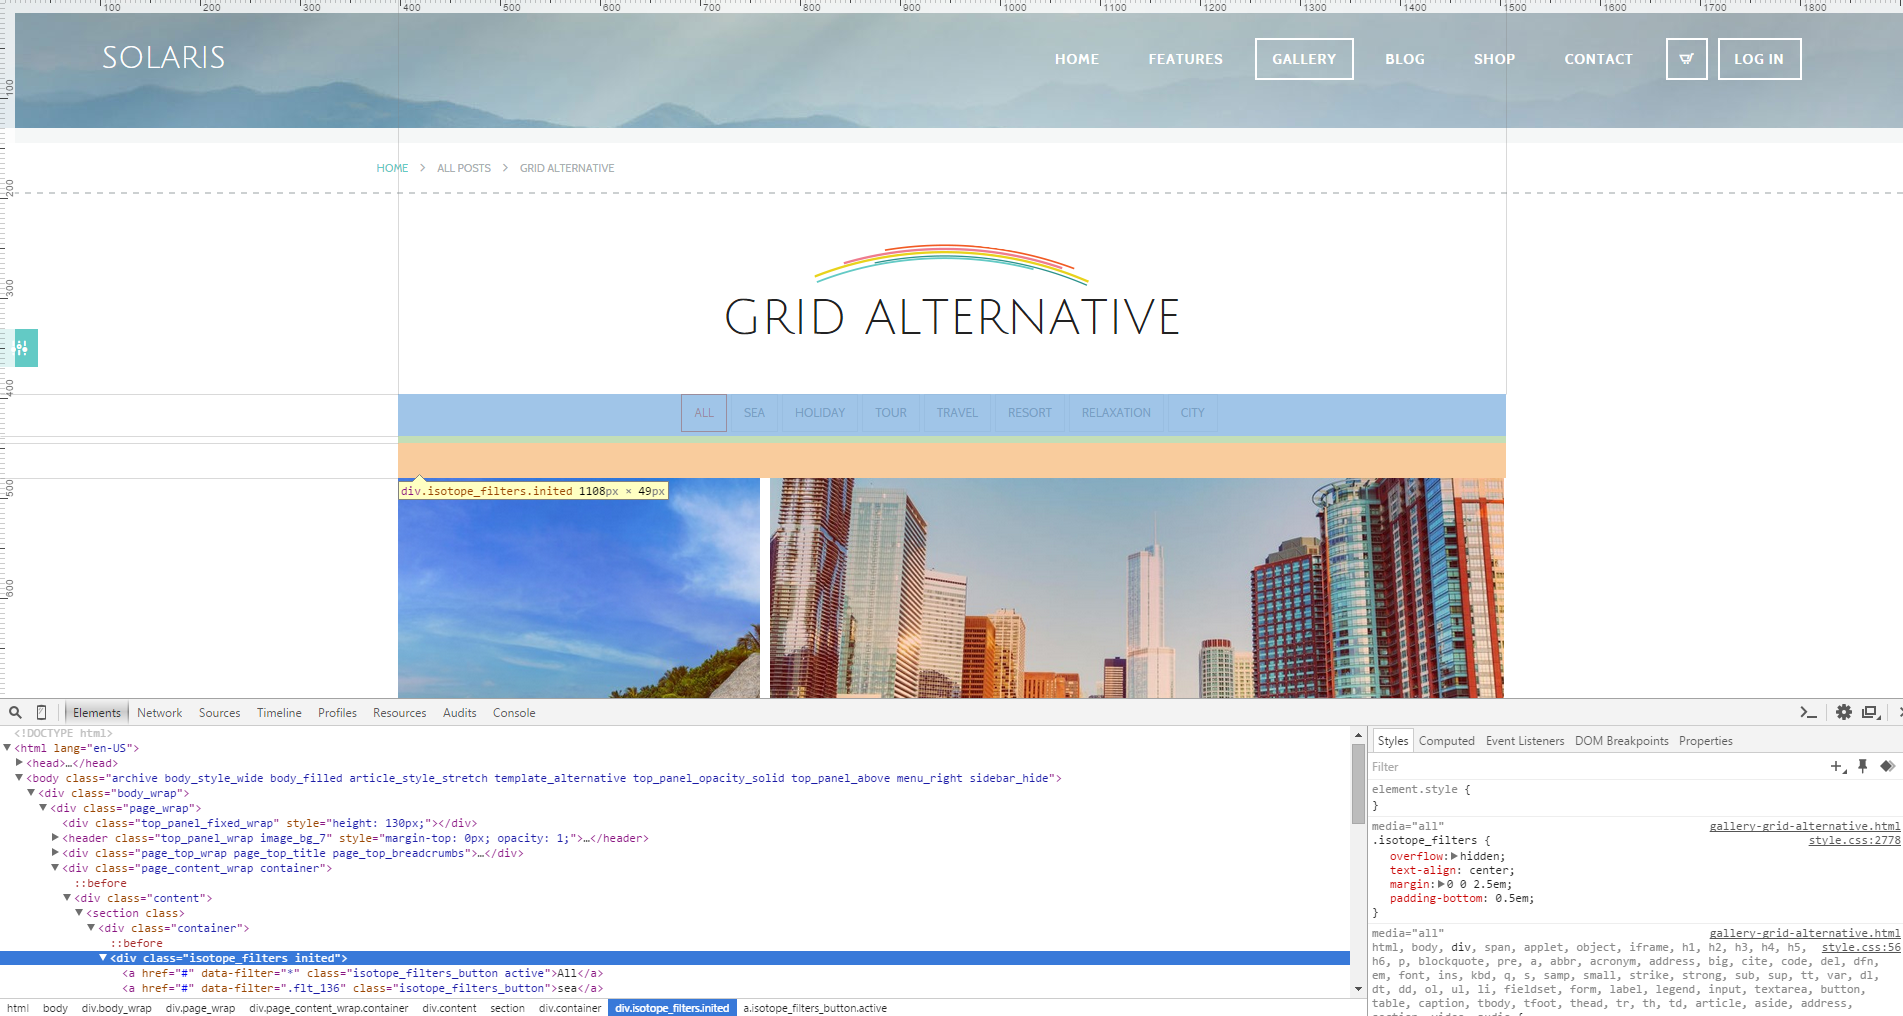 100 200 300 400 500 600 700 800 900 1000 1100 1200 1300 1400 1500 1600 1700 1800
SOLARIS
HOME FEATURES GALLERY BLOG SHOP CONTACT LOG IN
100
HOME > ALL POSTS > GRID ALTERNATIVE
200
300
GRID ALTERNATIVE
400
ALL SEA HOLIDAY TOUR TRAVEL RESORT RELAXATION CITY
500
div.isotope_filters.inited 1108px × 49px
600
Elements Network Sources Timeline Profiles Resources Audits Console
<!DOCTYPE html>
<html lang="en-US">
<head>…</head>
<body class="archive body_style_wide body_filled article_style_stretch template_alternative top_panel_opacity_solid top_panel_above menu_right sidebar_hide">
<div class="body_wrap">
<div class="page_wrap">
<div class="top_panel_fixed_wrap" style="height: 130px;"></div>
<header class="top_panel_wrap image_bg_7" style="margin-top: 0px; opacity: 1;">…</header>
<div class="page_top_wrap page_top_title page_top_breadcrumbs">…</div>
<div class="page_content_wrap container">
::before
<div class="content">
<section class>
<div class="container">
::before
<div class="isotope_filters inited">
<a href="#" data-filter="*" class="isotope_filters_button active">All</a>
<a href="#" data-filter=".flt_136" class="isotope_filters_button">sea</a>
html body div.body_wrap div.page_wrap div.page_content_wrap.container div.content section div.container div.isotope_filters.inited a.isotope_filters_button.active
Styles Computed Event Listeners DOM Breakpoints Properties
Filter
element.style {
}
media="all" gallery-grid-alternative.html
.isotope_filters { style.css:2778
overflow: hidden;
text-align: center;
margin: 0 0 2.5em;
padding-bottom: 0.5em;
}
media="all" gallery-grid-alternative.html
html, body, div, span, applet, object, iframe, h1, h2, h3, h4, h5, style.css:56
h6, p, blockquote, pre, a, abbr, acronym, address, big, cite, code, del, dfn,
em, font, ins, kbd, q, s, samp, small, strike, strong, sub, sup, tt, var, dl,
dt, dd, ol, ul, li, fieldset, form, label, legend, input, textarea, button,
table, caption, tbody, tfoot, thead, tr, th, td, article, aside, address,